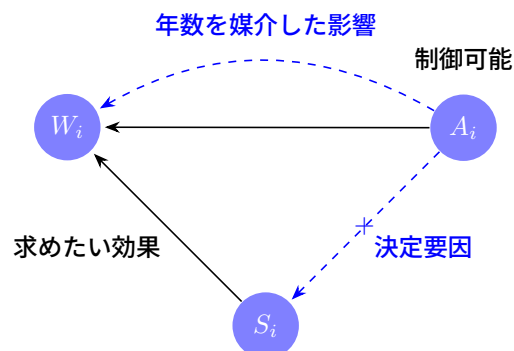 年数を媒介した影響
制御可能
W_i
A_i
求めたい効果
決定要因
S_i